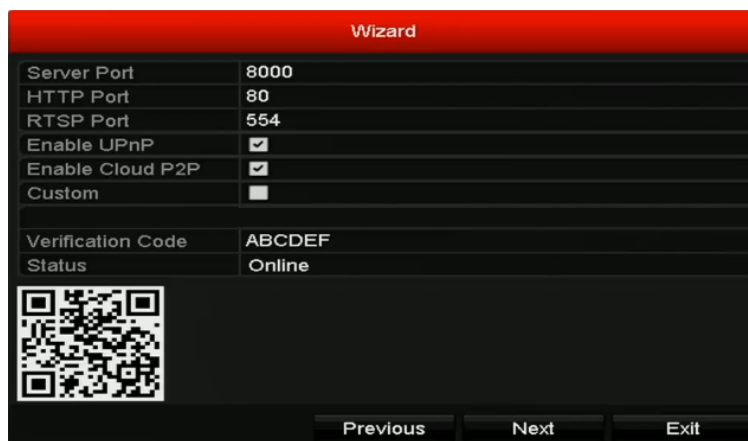 Wizard
Server Port 8000
HTTP Port 80
RTSP Port 554
Enable UPnP
Enable Cloud P2P
Custom
Verification Code ABCDEF
Status Online
Previous Next Exit